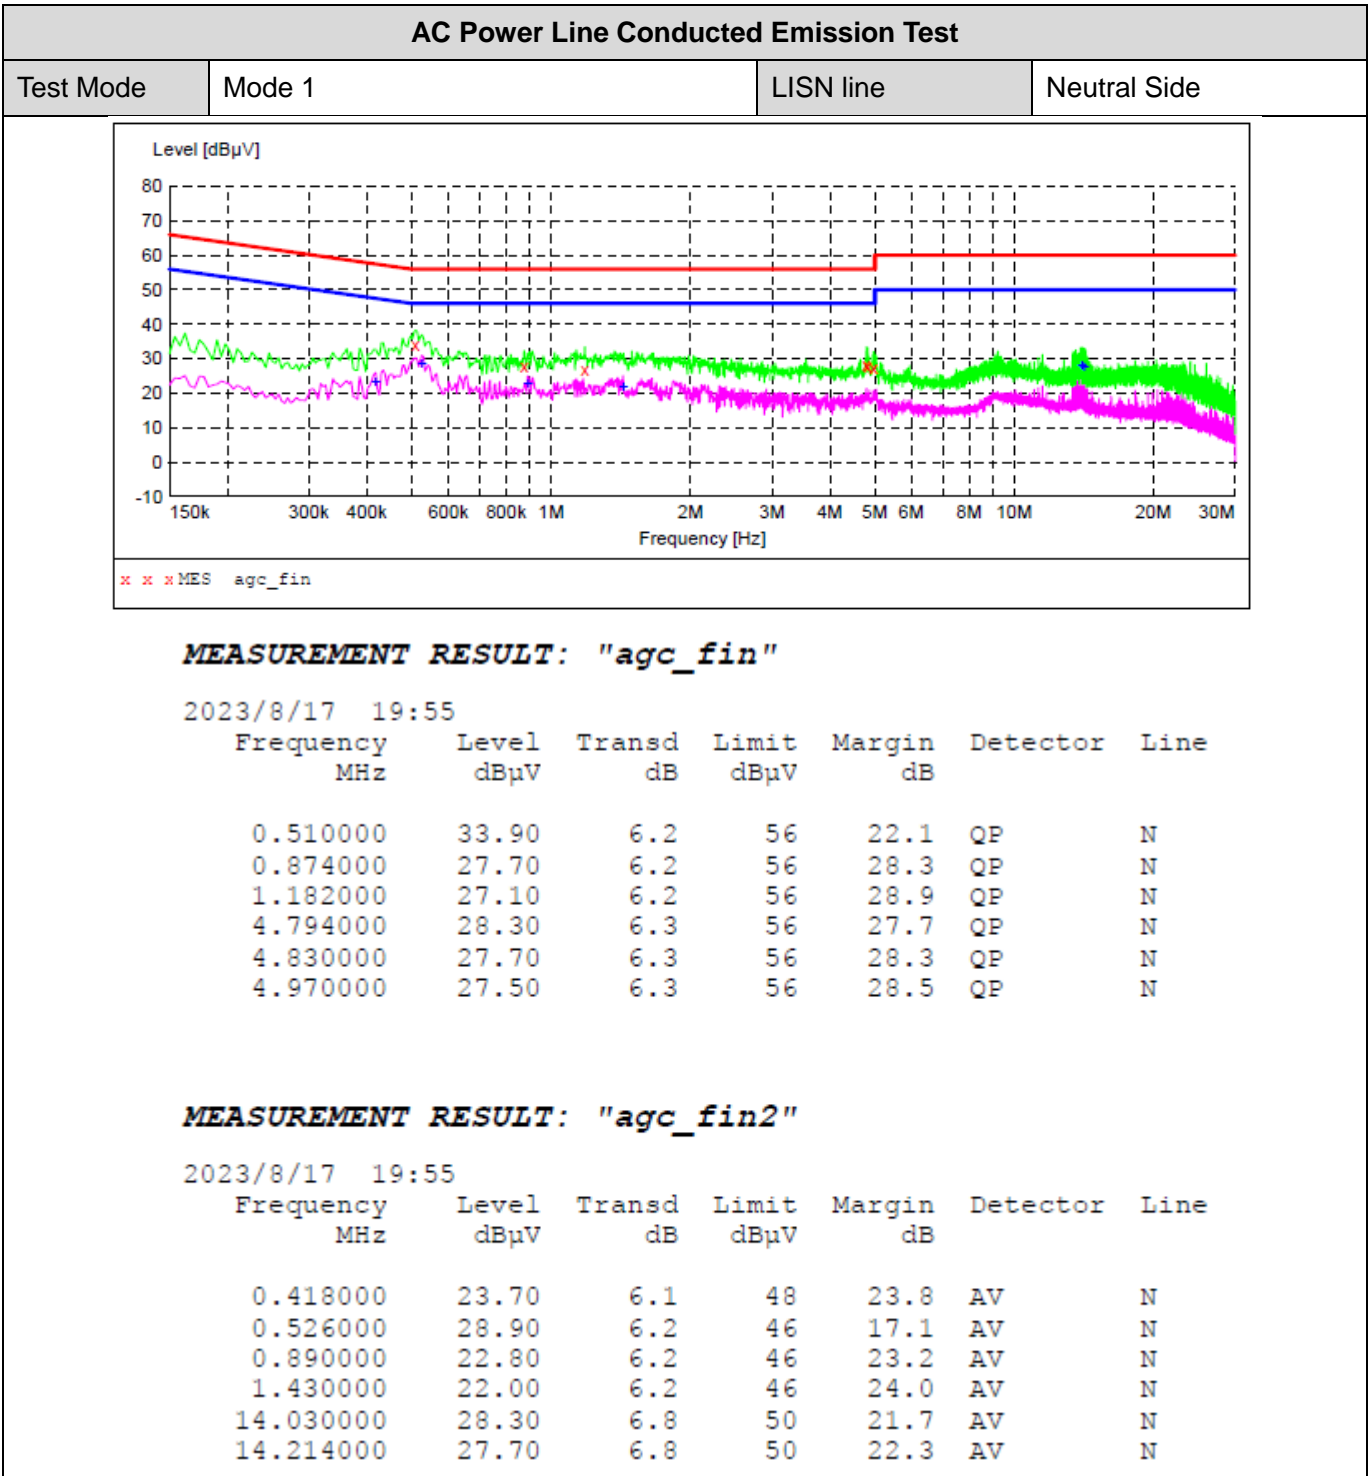 AC Power Line Conducted Emission Test
Test Mode Mode 1 LISN line Neutral Side
Level [dBµV]
80
70
60
50
40
30
20
10
0
-10
150k 300k 400k 600k 800k 1M 2M 3M 4M 5M 6M 8M 10M 20M 30M
Frequency [Hz]
x x x MES agc_fin
MEASUREMENT RESULT: "agc_fin"
2023/8/17 19:55
Frequency Level Transd Limit Margin Detector Line
MHz dBµV dB dBµV dB
0.510000 33.90 6.2 56 22.1 QP N
0.874000 27.70 6.2 56 28.3 QP N
1.182000 27.10 6.2 56 28.9 QP N
4.794000 28.30 6.3 56 27.7 QP N
4.830000 27.70 6.3 56 28.3 QP N
4.970000 27.50 6.3 56 28.5 QP N
MEASUREMENT RESULT: "agc_fin2"
2023/8/17 19:55
Frequency Level Transd Limit Margin Detector Line
MHz dBµV dB dBµV dB
0.418000 23.70 6.1 48 23.8 AV N
0.526000 28.90 6.2 46 17.1 AV N
0.890000 22.80 6.2 46 23.2 AV N
1.430000 22.00 6.2 46 24.0 AV N
14.030000 28.30 6.8 50 21.7 AV N
14.214000 27.70 6.8 50 22.3 AV N